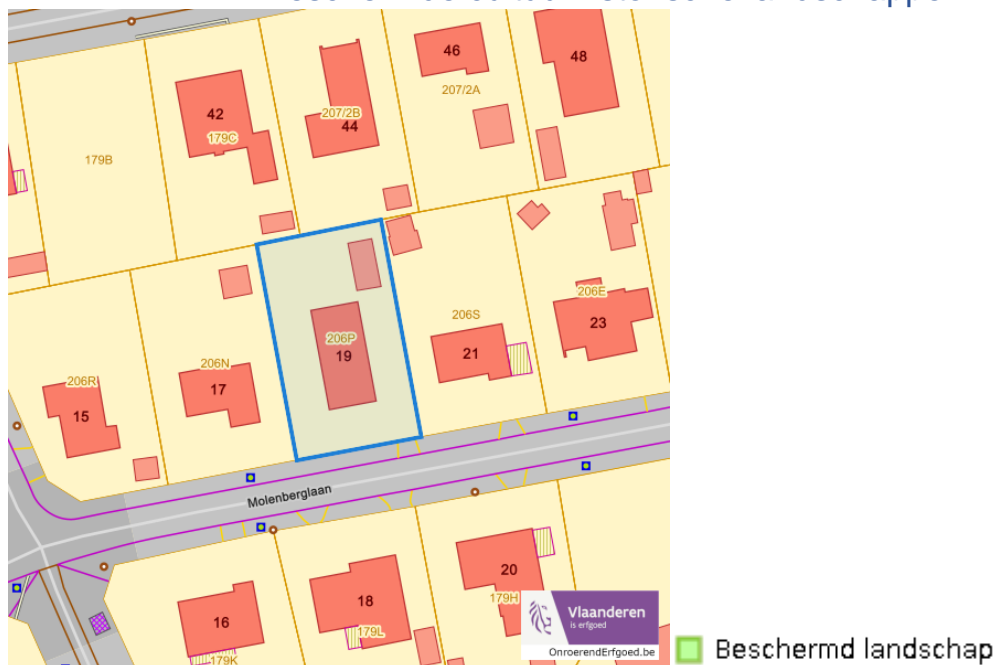 46
48
42
207/2A
207/2B
44
179C
179B
206S
206E
23
206P
19
21
206N
17
206R
15
Molenberglaan
20
18
16
179H
179L
179K
Vlaanderen
is erfgoed
OnroerendErfgoed.be
Beschermd landschap